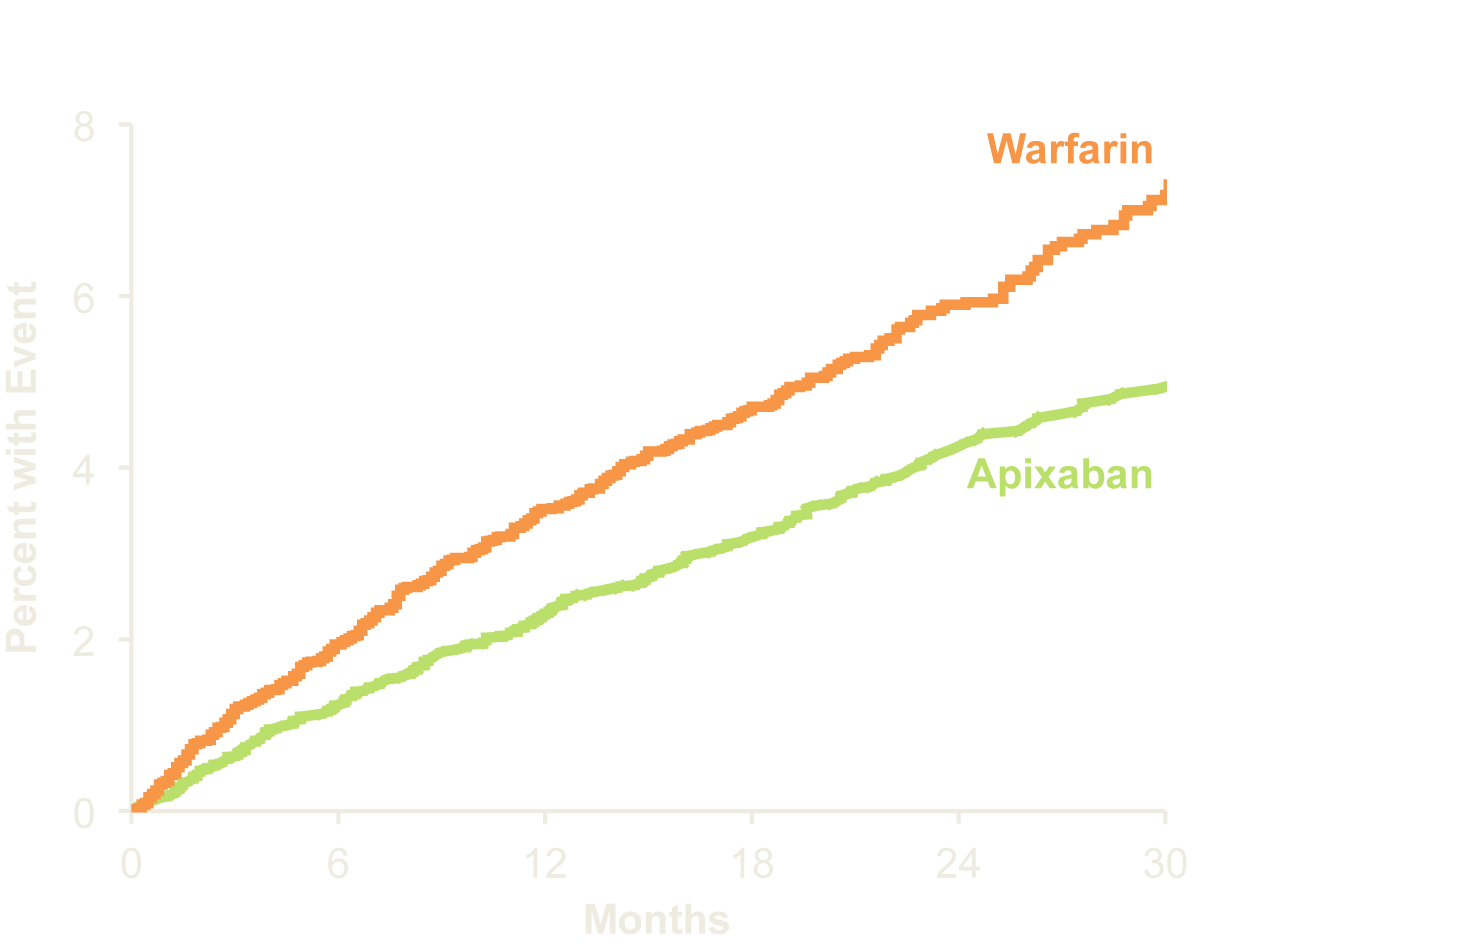 8
Warfarin
6
Percent with Event
4
Apixaban
2
0
0 6 12 18 24 30
Months